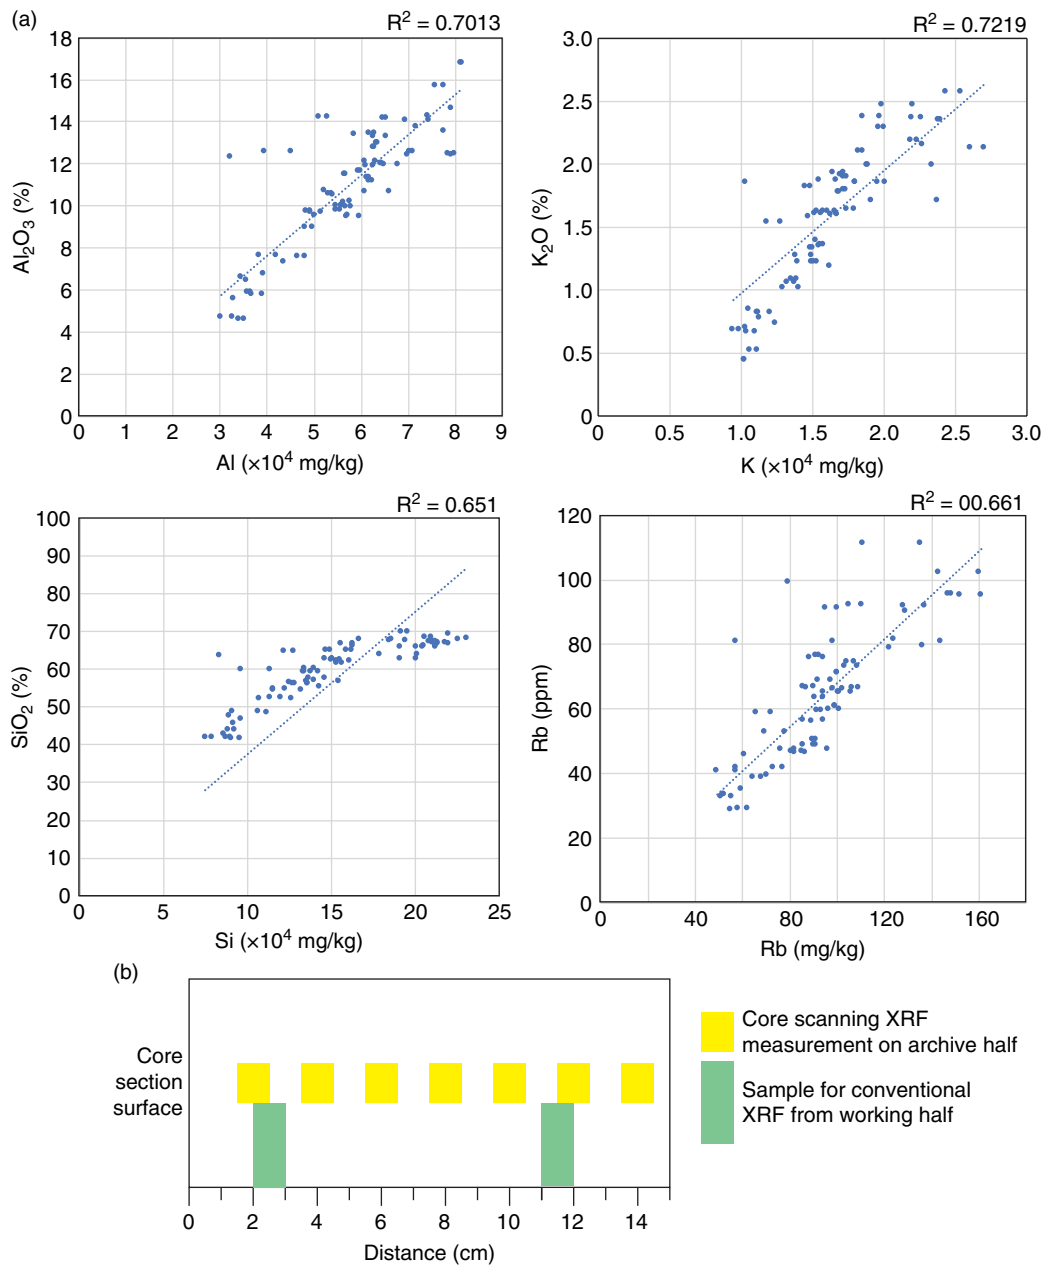 (a)
R² = 0.7013
18
16
14
12
10
8
6
4
2
0
Al₂O₃ (%)
0 1 2 3 4 5 6 7 8 9
Al (×10⁴ mg/kg)
R² = 0.7219
3.0
2.5
2.0
1.5
1.0
0.5
0
K₂O (%)
0 0.5 1.0 1.5 2.0 2.5 3.0
K (×10⁴ mg/kg)
R² = 0.651
100
90
80
70
60
50
40
30
20
10
0
SiO₂ (%)
0 5 10 15 20 25
Si (×10⁴ mg/kg)
R² = 00.661
120
100
80
60
40
20
0
Rb (ppm)
0 40 80 120 160
Rb (mg/kg)
(b)
Core
section
surface
0 2 4 6 8 10 12 14
Distance (cm)
Core scanning XRF
measurement on archive half
Sample for conventional
XRF from working half